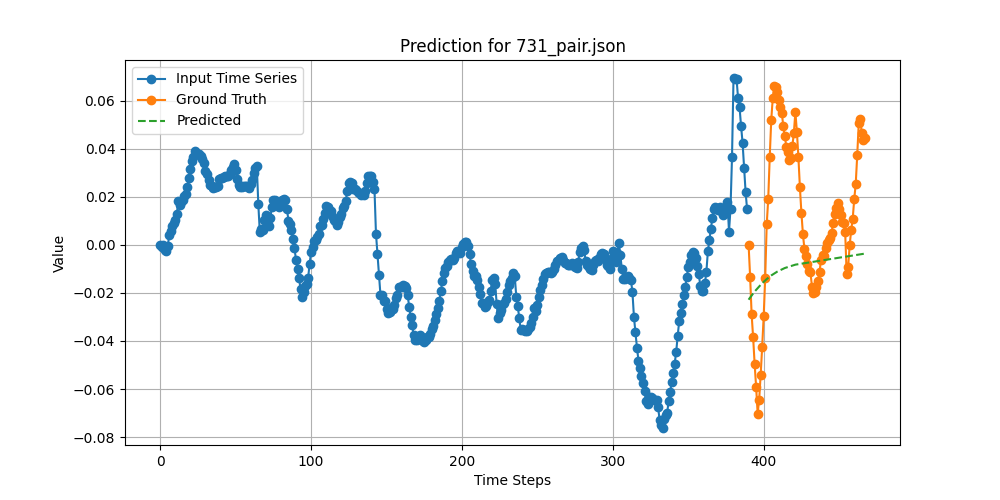 Prediction for 731_pair.json
Input Time Series
Ground Truth
Predicted
Value
0.06
0.04
0.02
0.00
−0.02
−0.04
−0.06
−0.08
0
100
200
300
400
Time Steps